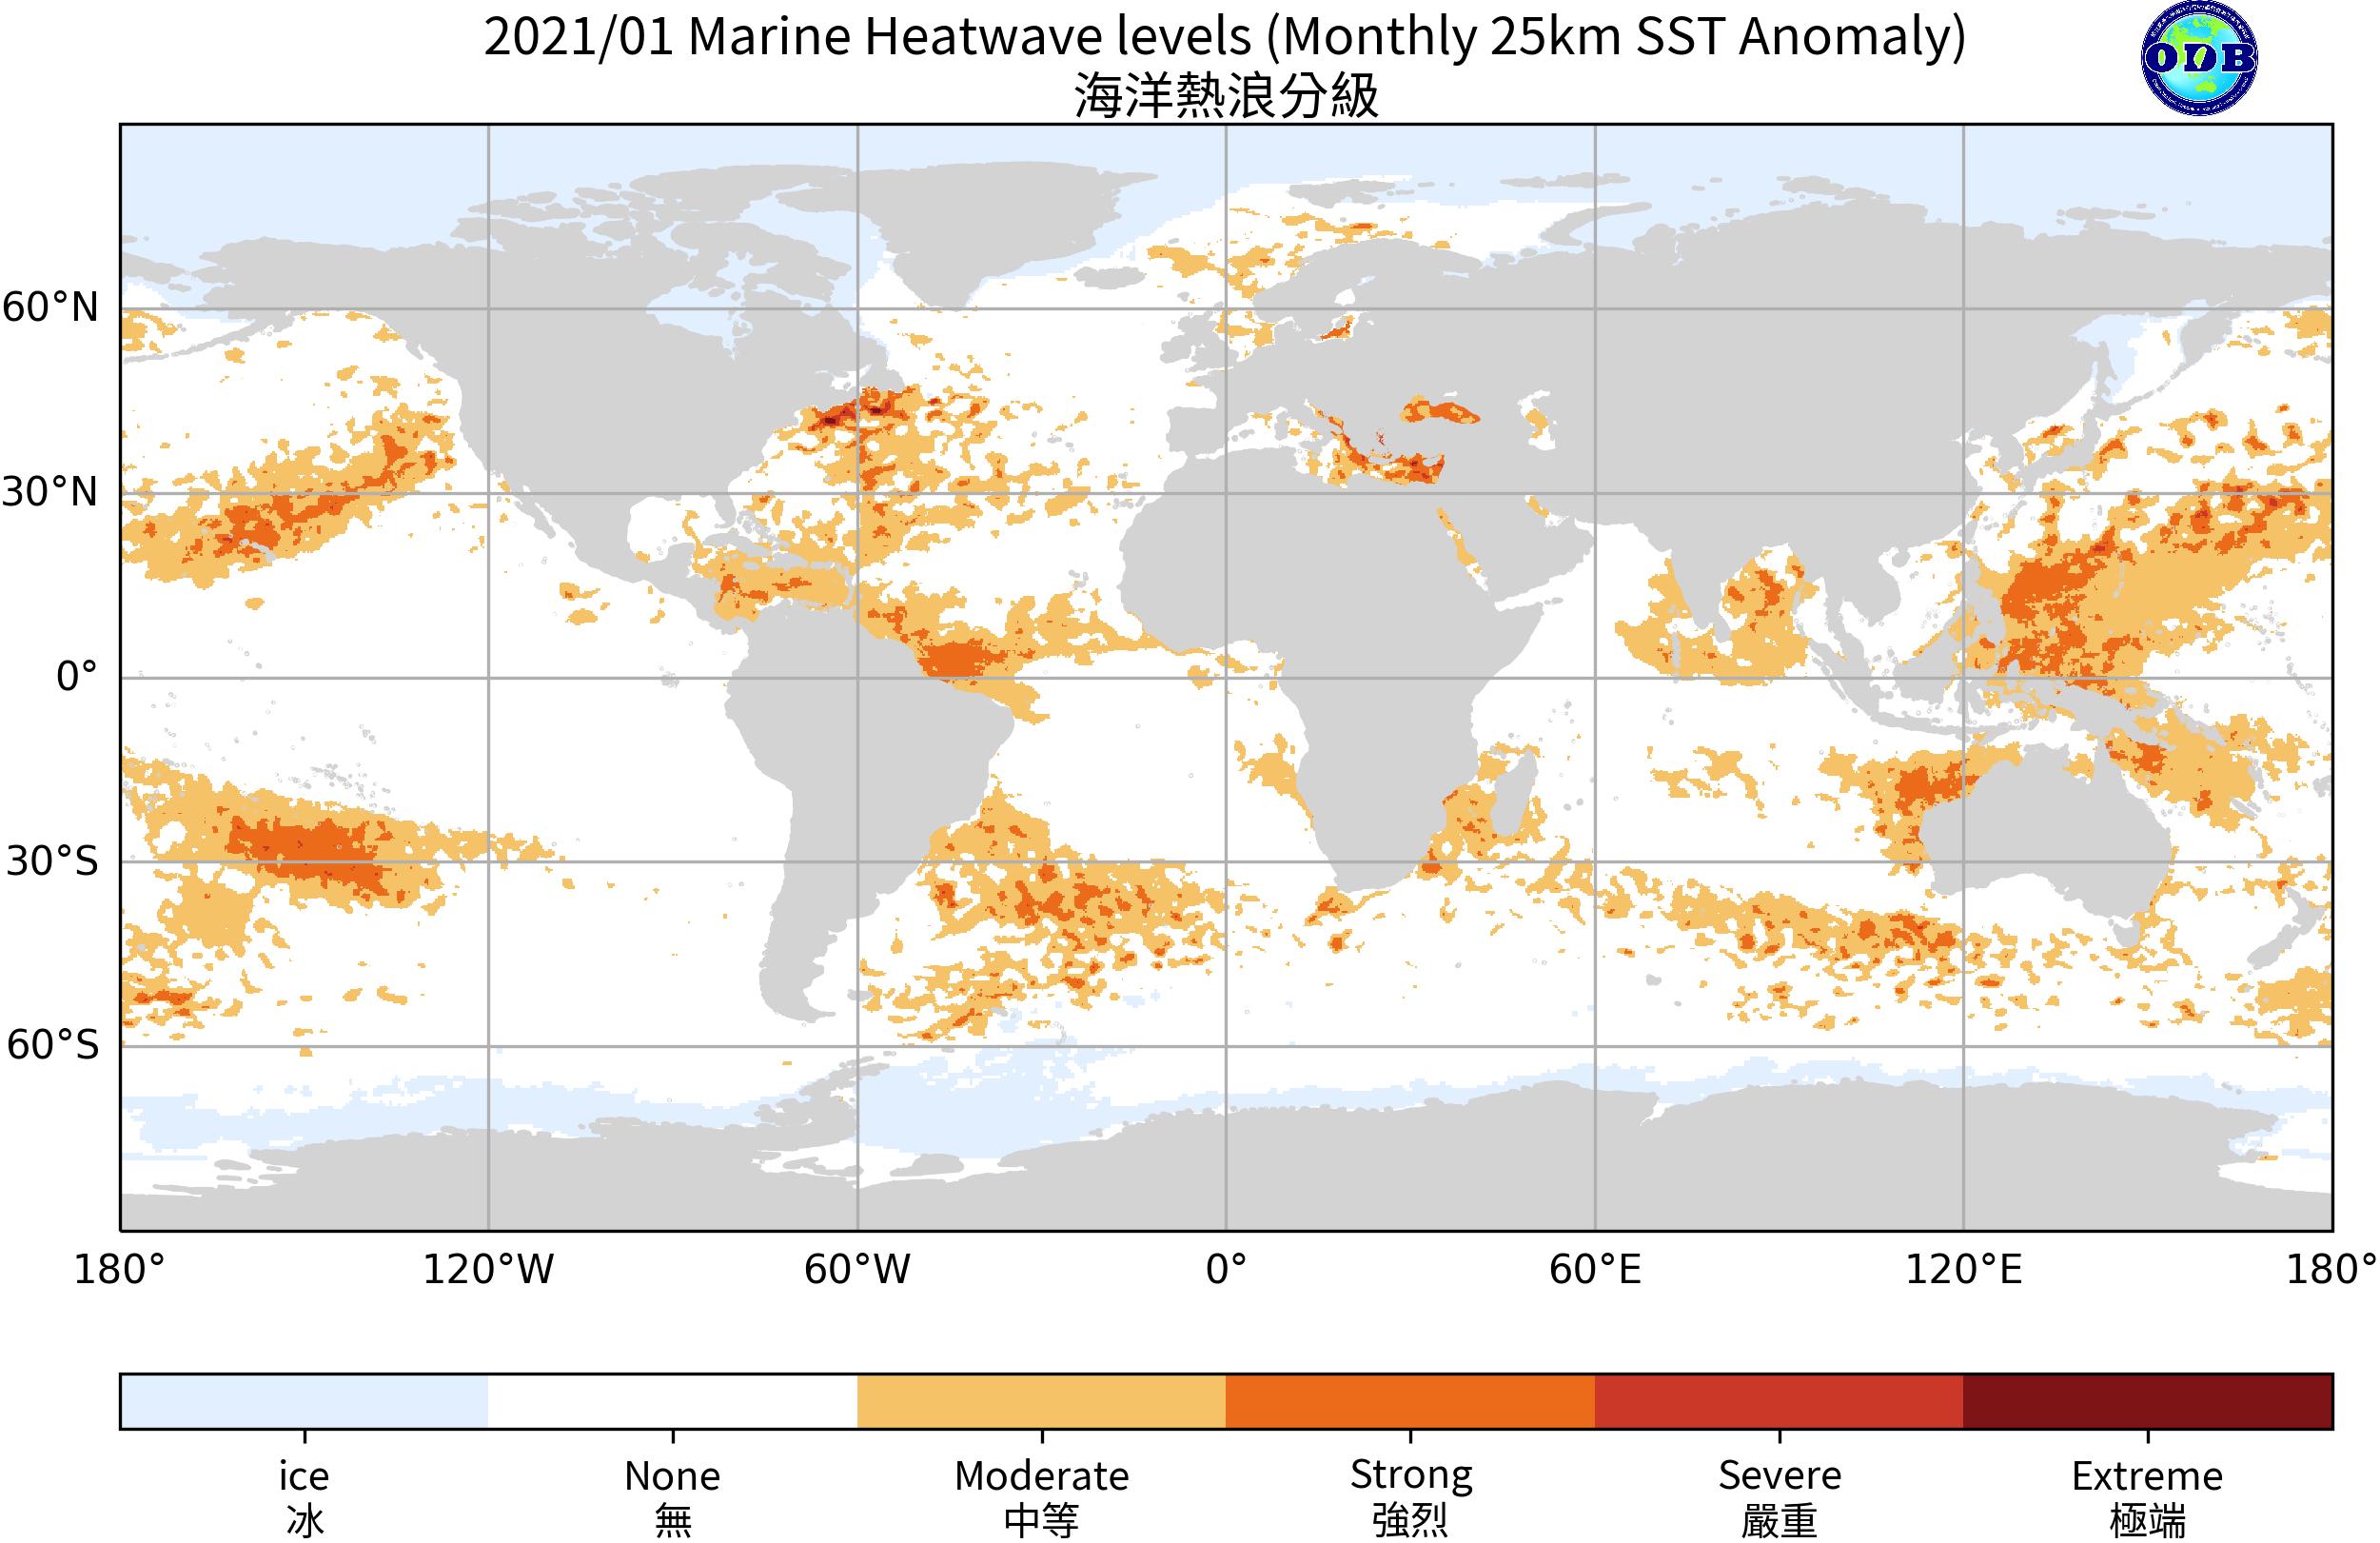 2021/01 Marine Heatwave levels (Monthly 25km SST Anomaly)
海洋熱浪分級
ODB
60°N
30°N
0°
30°S
60°S
180° 120°W 60°W 0° 60°E 120°E 180°
ice None Moderate Strong Severe Extreme
冰 無 中等 強烈 嚴重 極端